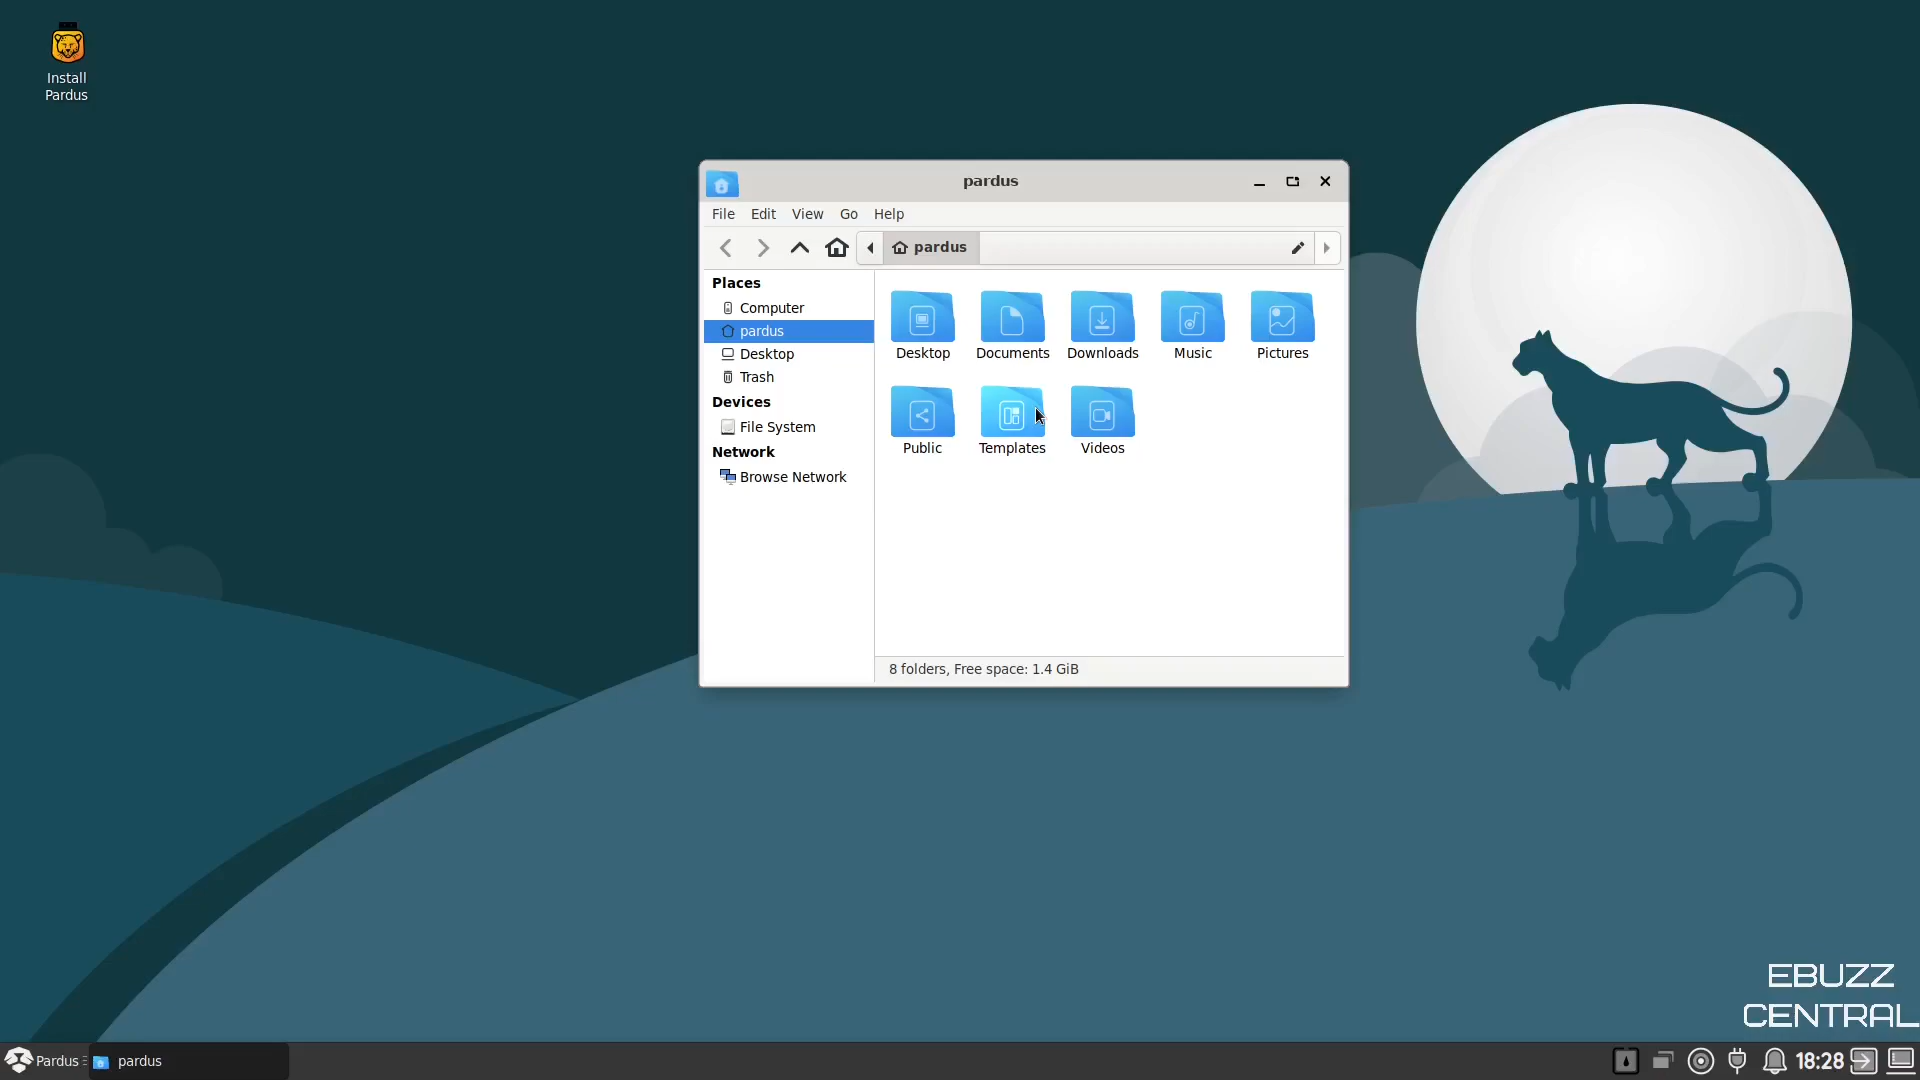 Install
Pardus
pardus
File Edit View Go Help
pardus
Places
Computer
pardus
Desktop
Trash
Devices
File System
Network
Browse Network
Desktop Documents Downloads Music Pictures
Public Templates Videos
8 folders, Free space: 1.4 GiB
EBUZZ
CENTRAL
Pardus pardus 18:28